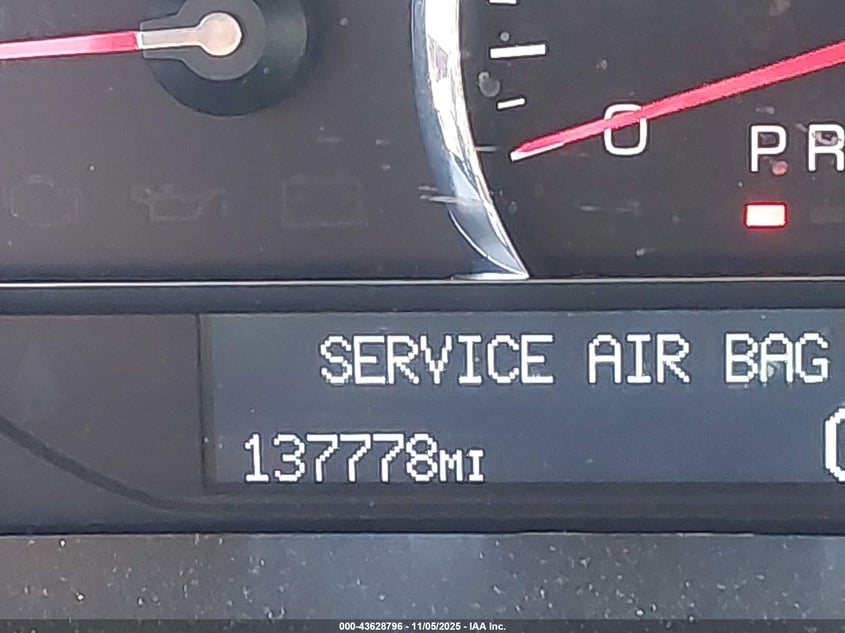 0
P R
SERVICE AIR BAG
137778MI
000-43628796 - 11/05/2025 - IAA Inc.